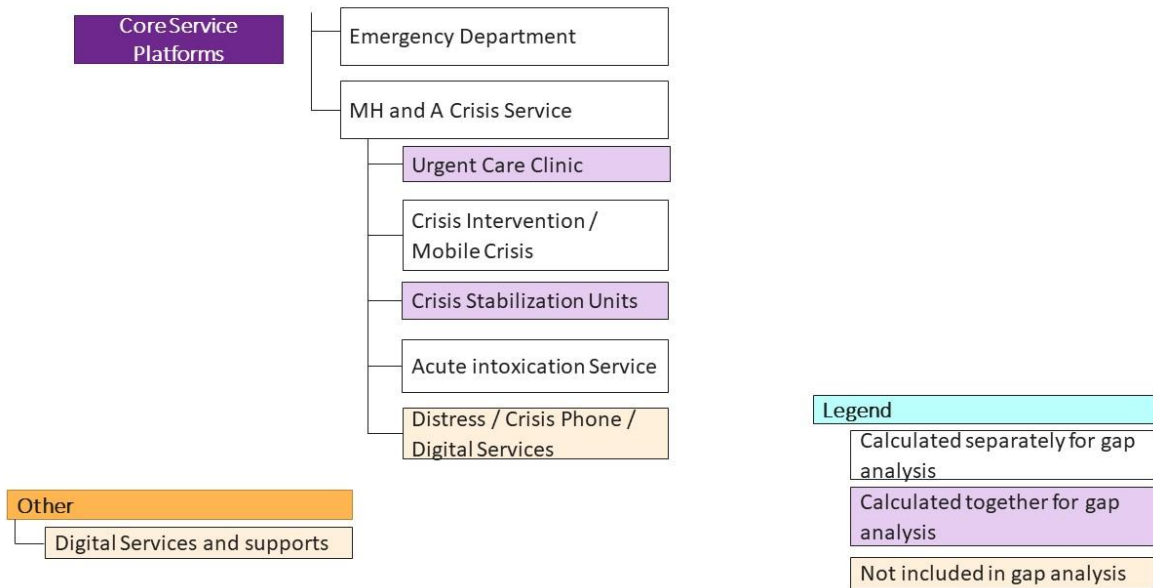 Core Service
Platforms
Emergency Department
MH and A Crisis Service
Urgent Care Clinic
Crisis Intervention /
Mobile Crisis
Crisis Stabilization Units
Acute intoxication Service
Distress / Crisis Phone /
Digital Services
Other
Digital Services and supports
Legend
Calculated separately for gap
analysis
Calculated together for gap
analysis
Not included in gap analysis